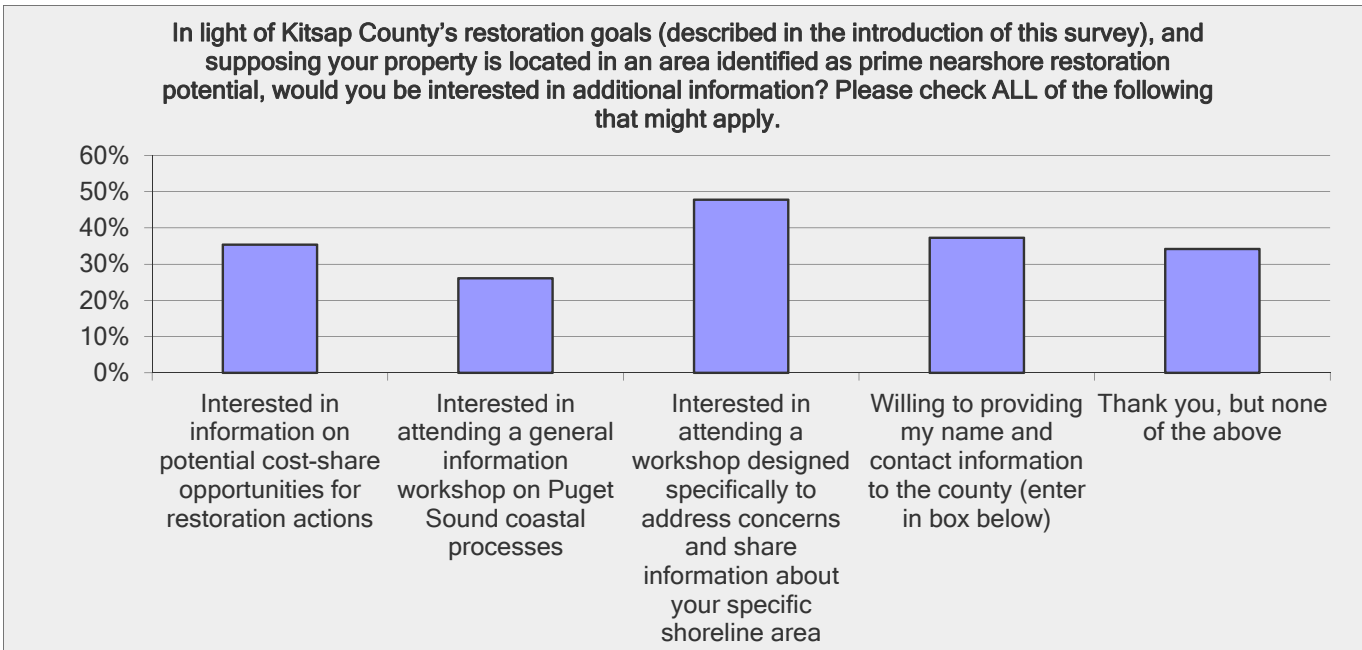 In light of Kitsap County's restoration goals (described in the introduction of this survey), and
supposing your property is located in an area identified as prime nearshore restoration
potential, would you be interested in additional information? Please check ALL of the following
that might apply.
60%
50%
40%
30%
20%
10%
0%
Interested in
information on
potential cost-share
opportunities for
restoration actions
Interested in
attending a general
information
workshop on Puget
Sound coastal
processes
Interested in
attending a
workshop designed
specifically to
address concerns
and share
information about
your specific
shoreline area
Willing to providing
my name and
contact information
to the county (enter
in box below)
Thank you, but none
of the above